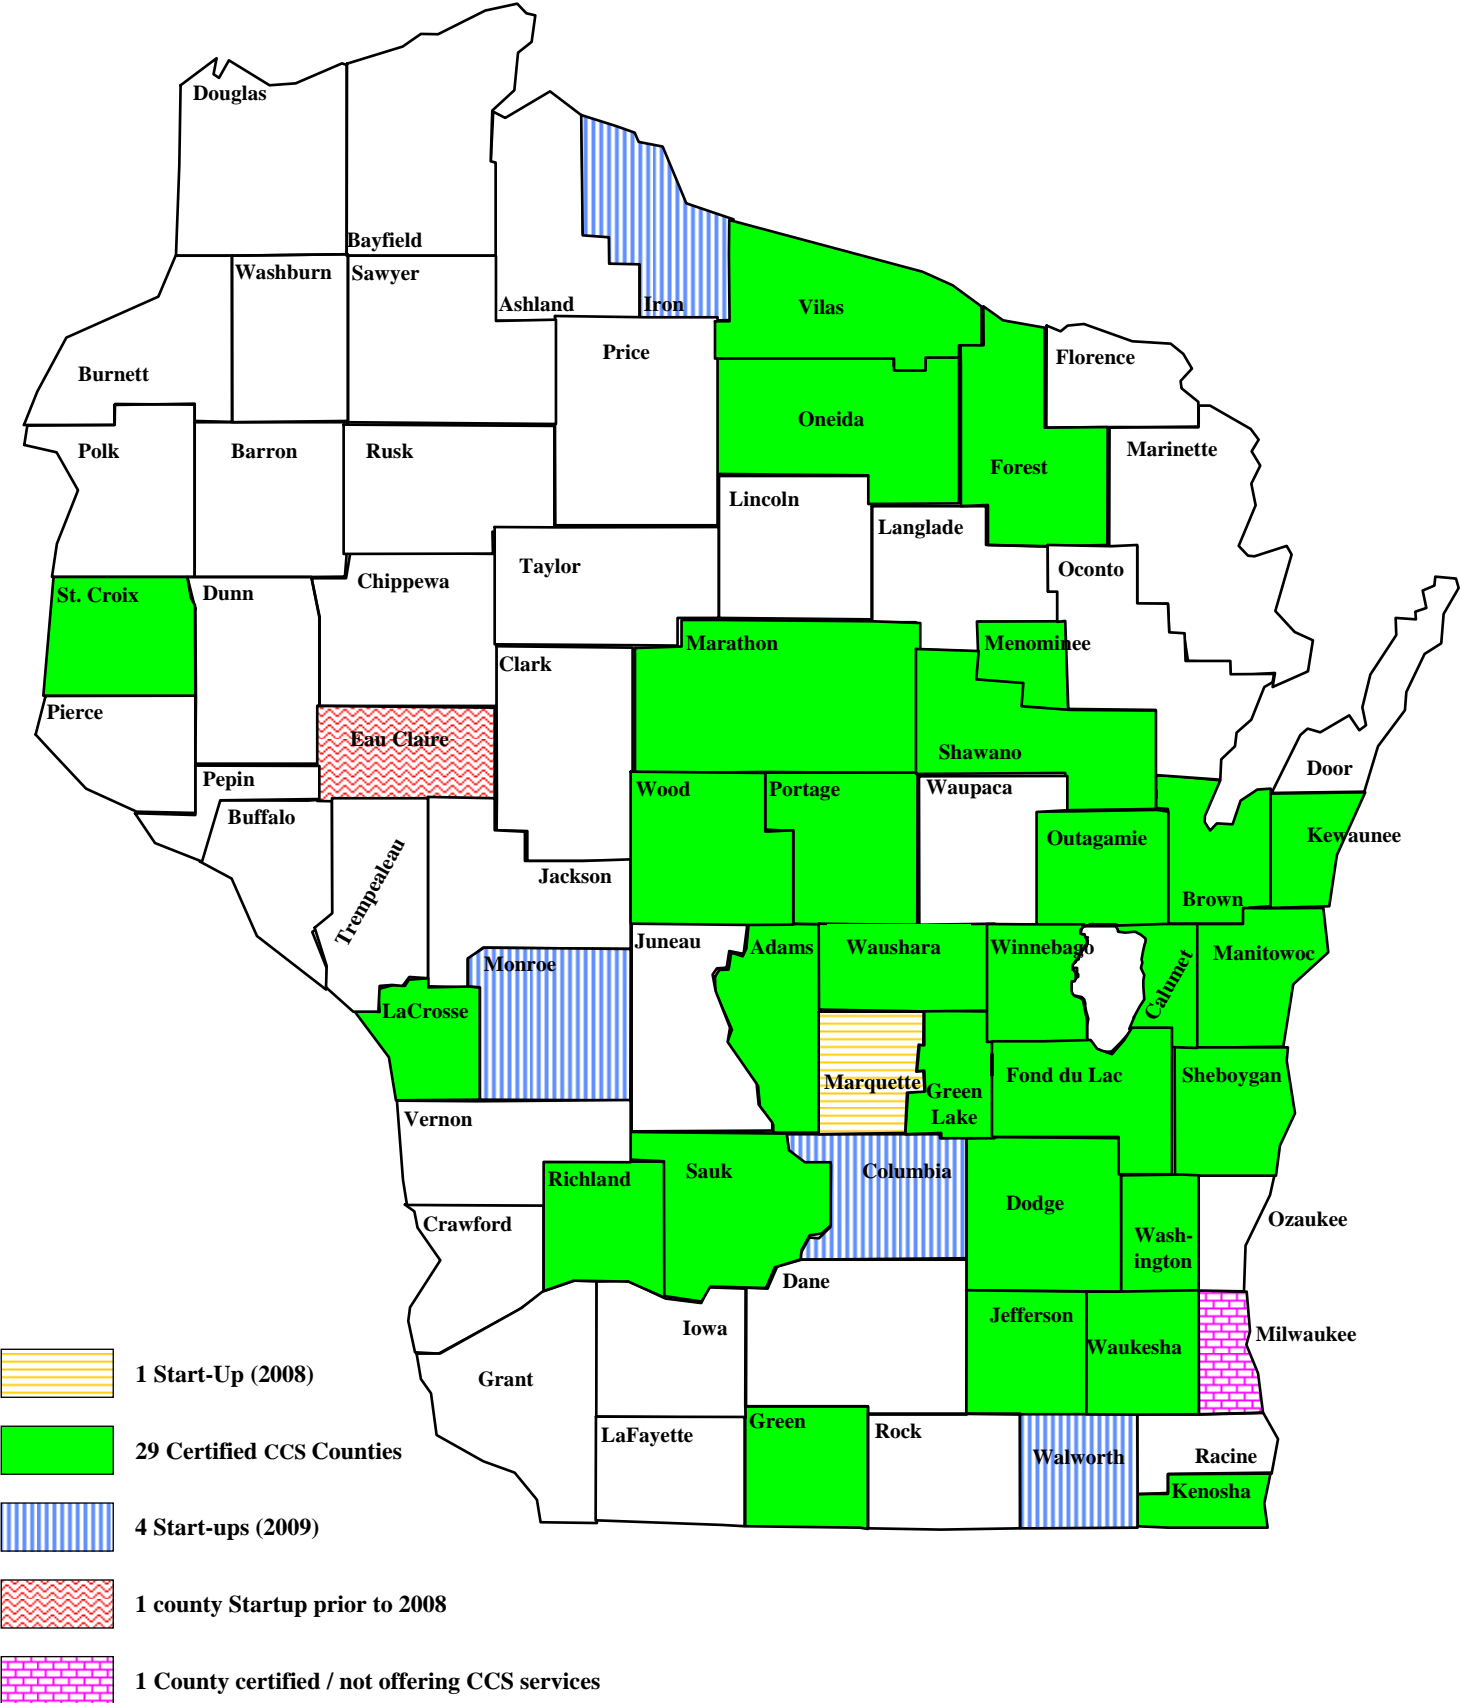 Douglas
Bayfield
Washburn
Sawyer
Ashland
Iron
Vilas
Price
Florence
Burnett
Oneida
Polk
Barron
Rusk
Marinette
Forest
Lincoln
Langlade
Taylor
Oconto
Chippewa
St. Croix
Dunn
Marathon
Menominee
Clark
Pierce
Eau Claire
Shawano
Door
Pepin
Wood
Portage
Waupaca
Buffalo
Outagamie
Kewaunee
Trempealeau
Jackson
Brown
Juneau
Adams
Waushara
Winnebago
Manitowoc
Monroe
Calumet
LaCrosse
Marquette
Fond du Lac
Sheboygan
Green
Lake
Vernon
Richland
Sauk
Columbia
Dodge
Crawford
Ozaukee
Wash-
ington
Dane
Jefferson
Iowa
Milwaukee
Waukesha
Grant
Green
Rock
LaFayette
Walworth
Racine
Kenosha
1 Start-Up (2008)
29 Certified CCS Counties
4 Start-ups (2009)
1 county Startup prior to 2008
1 County certified / not offering CCS services